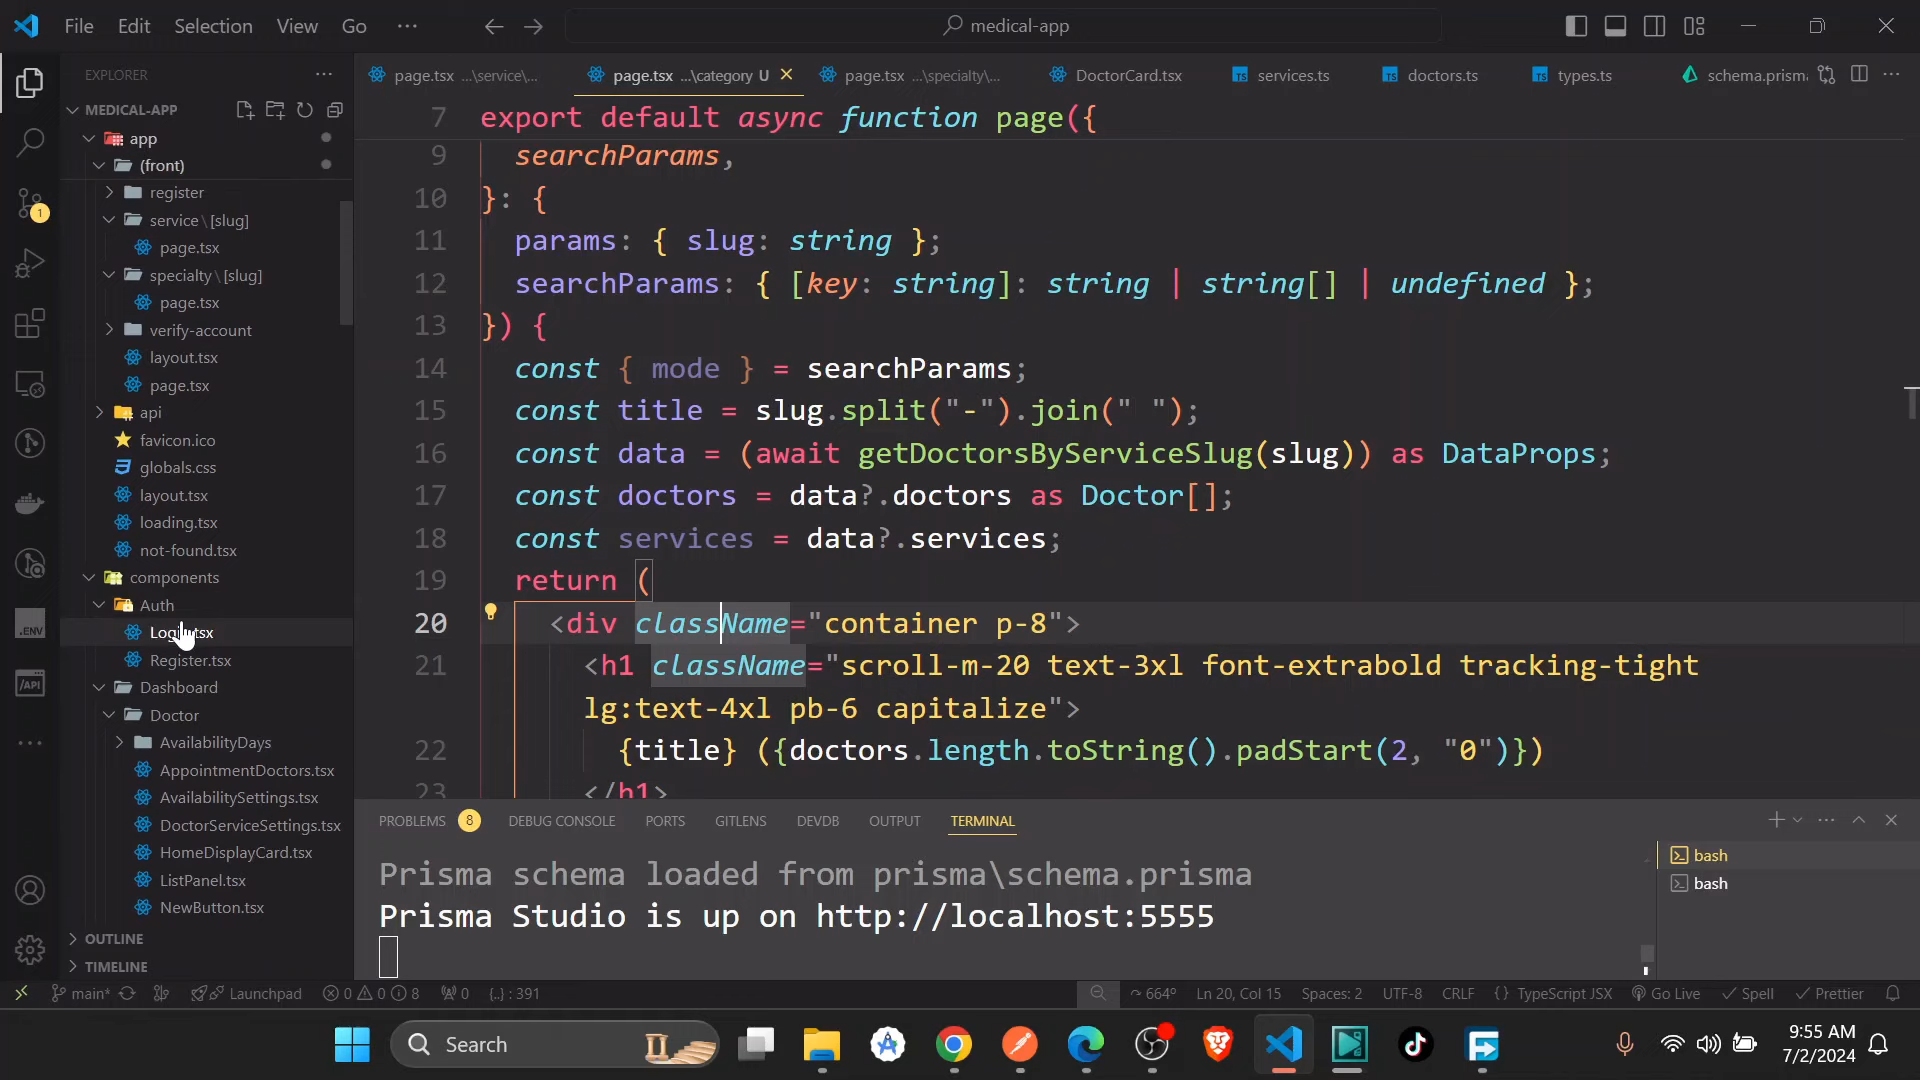 File Edit Selection View Go ··· medical-app
EXPLORER ···
MEDICAL-APP
app
(front)
register
service \ [slug]
page.tsx
specialty \ [slug]
page.tsx
verify-account
layout.tsx
page.tsx
api
favicon.ico
globals.css
layout.tsx
loading.tsx
not-found.tsx
components
Auth
Register.tsx
Dashboard
Doctor
AvailabilityDays
AppointmentDoctors.tsx
AvailabilitySettings.tsx
DoctorServiceSettings.tsx
HomeDisplayCard.tsx
ListPanel.tsx
NewButton.tsx
OUTLINE
TIMELINE
1
.ENV
/API
page.tsx ...\service\... page.tsx ...\category U page.tsx ...\specialty\... DoctorCard.tsx TS services.ts TS doctors.ts TS types.ts schema.prism
7 export default async function page({
9 searchParams,
10 }: {
11 params: { slug: string };
12 searchParams: { [key: string]: string | string[] | undefined };
13 }) {
14 const { mode } = searchParams;
15 const title = slug.split("-").join(" ");
16 const data = (await getDoctorsByServiceSlug(slug)) as DataProps;
17 const doctors = data?.doctors as Doctor[];
18 const services = data?.services;
19 return (
20 <div className="container p-8">
21 <h1 className="scroll-m-20 text-3xl font-extrabold tracking-tight
lg:text-4xl pb-6 capitalize">
22 {title} ({doctors.length.toString().padStart(2, "0")})
23 </h1>
PROBLEMS 8 DEBUG CONSOLE PORTS GITLENS DEVDB OUTPUT TERMINAL
Prisma schema loaded from prisma\schema.prisma
Prisma Studio is up on http://localhost:5555
bash
bash
main* Launchpad 0 0 8 0 {..} : 391 664º Ln 20, Col 15 Spaces: 2 UTF-8 CRLF {} TypeScript JSX Go Live Spell Prettier
Search
9:55 AM
7/2/2024